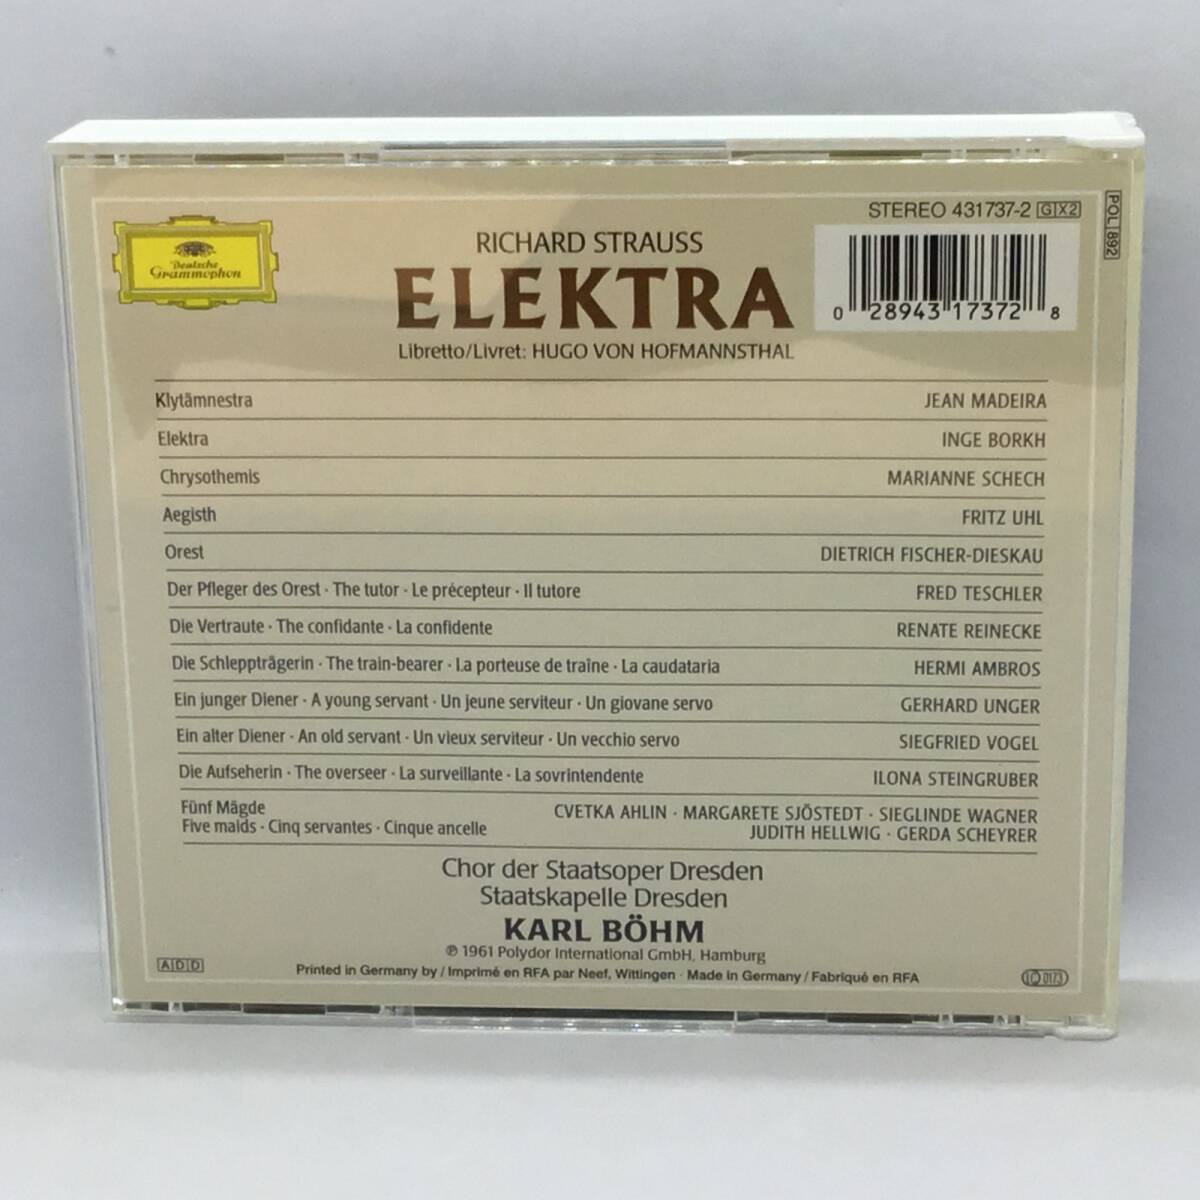 STEREO 431737-2 GX2
POL 892
Deutsche
Grammophon
RICHARD STRAUSS
ELEKTRA
Libretto/Livret: HUGO VON HOFMANNSTHAL
0 28943 17372 8
Klytämnestra JEAN MADEIRA
Elektra INGE BORKH
Chrysothemis MARIANNE SCHECH
Aegisth FRITZ UHL
Orest DIETRICH FISCHER-DIESKAU
Der Pfleger des Orest · The tutor · Le précepteur · Il tutore FRED TESCHLER
Die Vertraute · The confidante · La confidente RENATE REINECKE
Die Schleppträgerin · The train-bearer · La porteuse de traîne · La caudataria HERMI AMBROS
Ein junger Diener · A young servant · Un jeune serviteur · Un giovane servo GERHARD UNGER
Ein alter Diener · An old servant · Un vieux serviteur · Un vecchio servo SIEGFRIED VOGEL
Die Aufseherin · The overseer · La surveillante · La sovrintendente ILONA STEINGRUBER
Fünf Mägde CVETKA AHLIN · MARGARETE SJÖSTEDT · SIEGLINDE WAGNER
Five maids · Cinq servantes · Cinque ancelle JUDITH HELLWIG · GERDA SCHEYRER
Chor der Staatsoper Dresden
Staatskapelle Dresden
KARL BÖHM
℗ 1961 Polydor International GmbH, Hamburg
ADD
Printed in Germany by / Imprimé en RFA par Neef, Wittingen · Made in Germany / Fabriqué en RFA
LC 0173